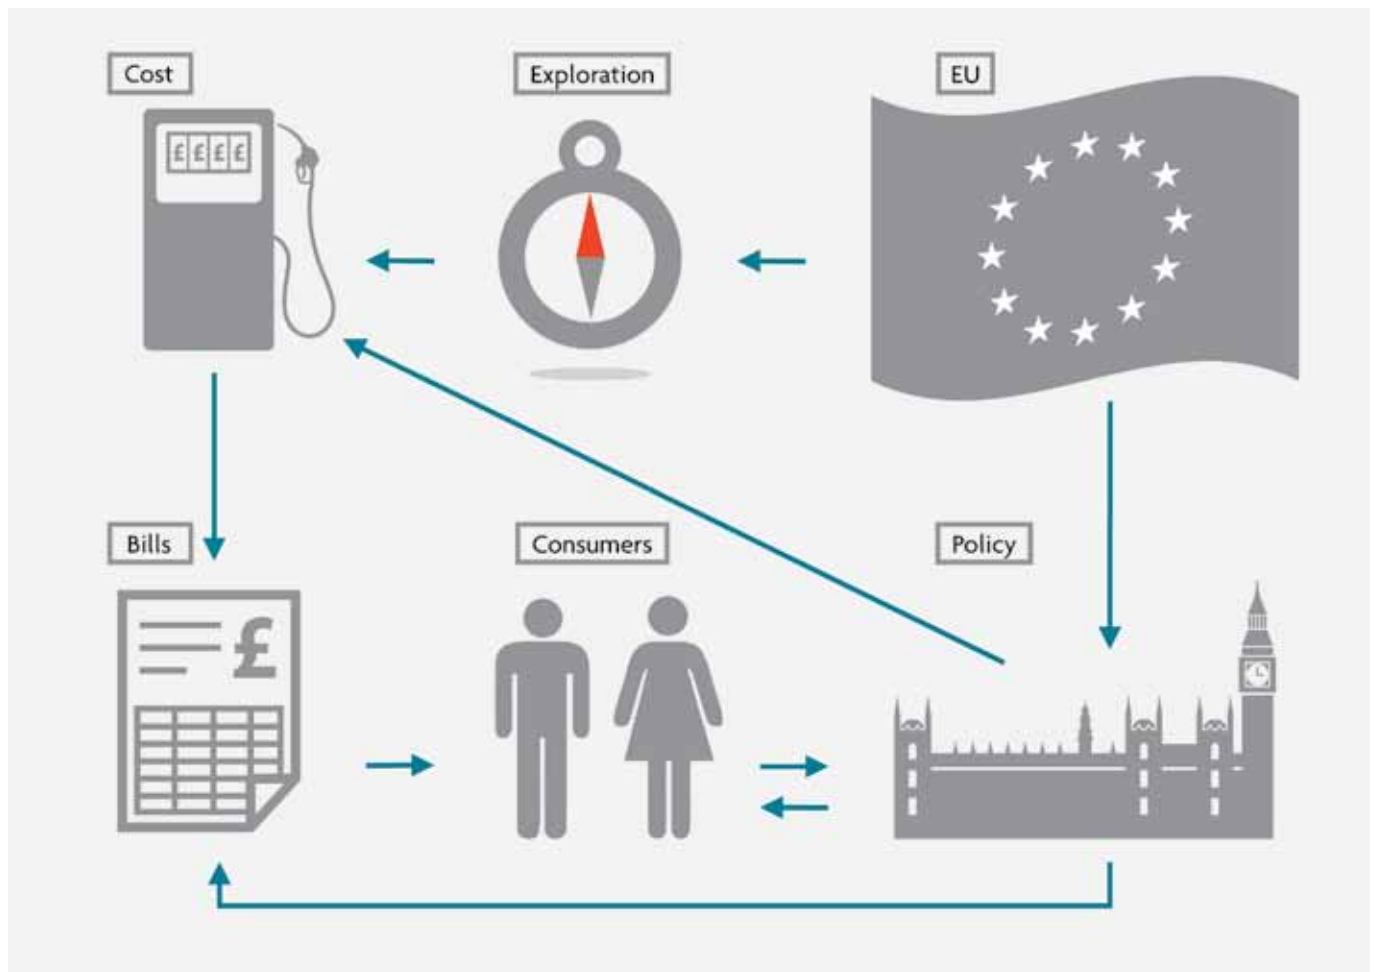 Cost
Exploration
EU
£ £ £ £
Bills
Consumers
Policy
£